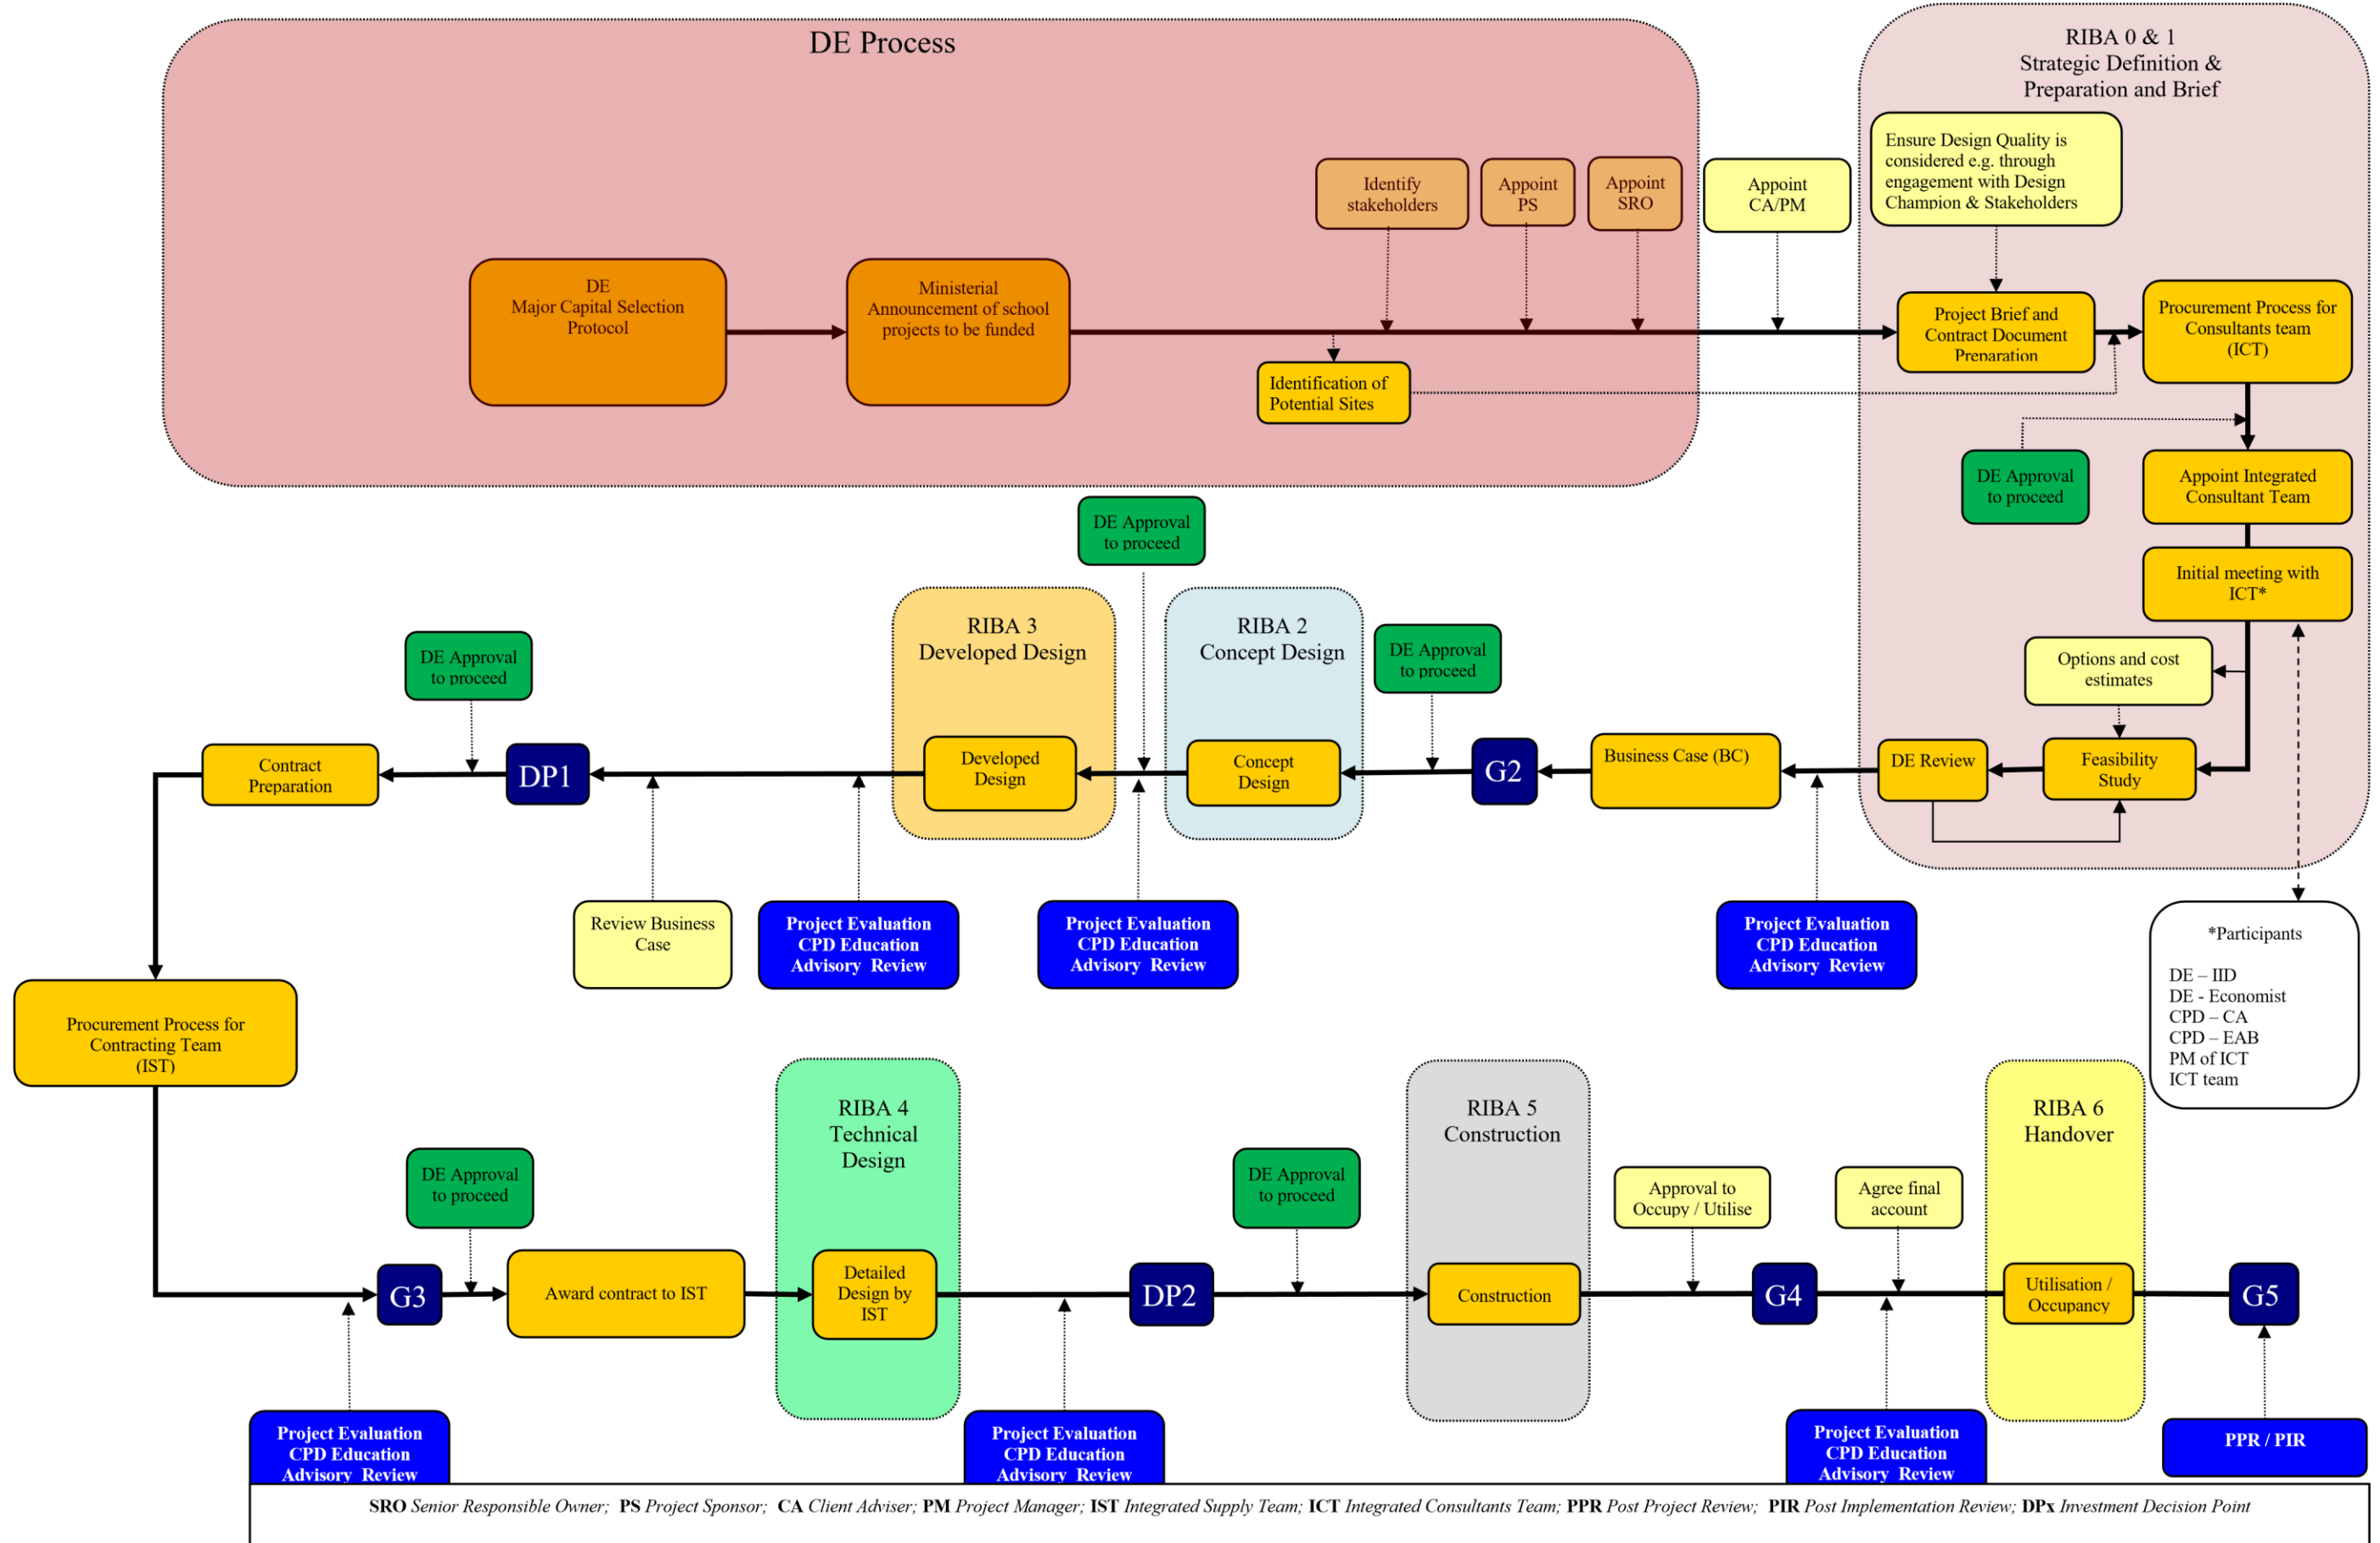 DE Process
RIBA 0 & 1
Strategic Definition &
Preparation and Brief
Identify
stakeholders
Appoint
PS
Appoint
SRO
Appoint
CA/PM
Ensure Design Quality is
considered e.g. through
engagement with Design
Champion & Stakeholders
DE
Major Capital Selection
Protocol
Ministerial
Announcement of school
projects to be funded
Identification of
Potential Sites
Project Brief and
Contract Document
Preparation
Procurement Process for
Consultants team
(ICT)
DE Approval
to proceed
Appoint Integrated
Consultant Team
Initial meeting with
ICT*
Options and cost
estimates
DE Approval
to proceed
RIBA 3
Developed Design
RIBA 2
Concept Design
DE Approval
to proceed
DE Approval
to proceed
Contract
Preparation
DP1
Developed
Design
Concept
Design
G2
Business Case (BC)
DE Review
Feasibility
Study
Review Business
Case
Project Evaluation
CPD Education
Advisory Review
Project Evaluation
CPD Education
Advisory Review
Project Evaluation
CPD Education
Advisory Review
*Participants
DE – IID
DE - Economist
CPD – CA
CPD – EAB
PM of ICT
ICT team
Procurement Process for
Contracting Team
(IST)
RIBA 4
Technical
Design
RIBA 5
Construction
RIBA 6
Handover
DE Approval
to proceed
DE Approval
to proceed
Approval to
Occupy / Utilise
Agree final
account
G3
Award contract to IST
Detailed
Design by
IST
DP2
Construction
G4
Utilisation /
Occupancy
G5
Project Evaluation
CPD Education
Advisory Review
Project Evaluation
CPD Education
Advisory Review
Project Evaluation
CPD Education
Advisory Review
PPR / PIR
SRO Senior Responsible Owner; PS Project Sponsor; CA Client Adviser; PM Project Manager; IST Integrated Supply Team; ICT Integrated Consultants Team; PPR Post Project Review; PIR Post Implementation Review; DPx Investment Decision Point